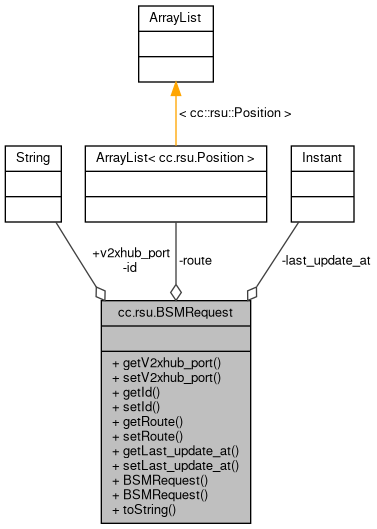 ArrayList
< cc::rsu::Position >
String
ArrayList< cc.rsu.Position >
Instant
+v2xhub_port
-id
-route
-last_update_at
cc.rsu.BSMRequest
+ getV2xhub_port()
+ setV2xhub_port()
+ getId()
+ setId()
+ getRoute()
+ setRoute()
+ getLast_update_at()
+ setLast_update_at()
+ BSMRequest()
+ BSMRequest()
+ toString()